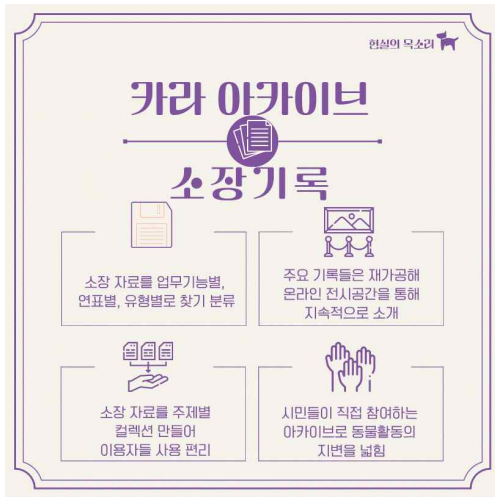 현실의 목소리
카라 아카이브
소장기록
소장 자료를 업무기능별,
연표별, 유형별로 찾기 분류
주요 기록들은 재가공해
온라인 전시공간을 통해
지속적으로 소개
소장 자료를 주제별
컬렉션 만들어
이용자들 사용 편리
시민들이 직접 참여하는
아카이브로 동물활동의
지변을 넓힘